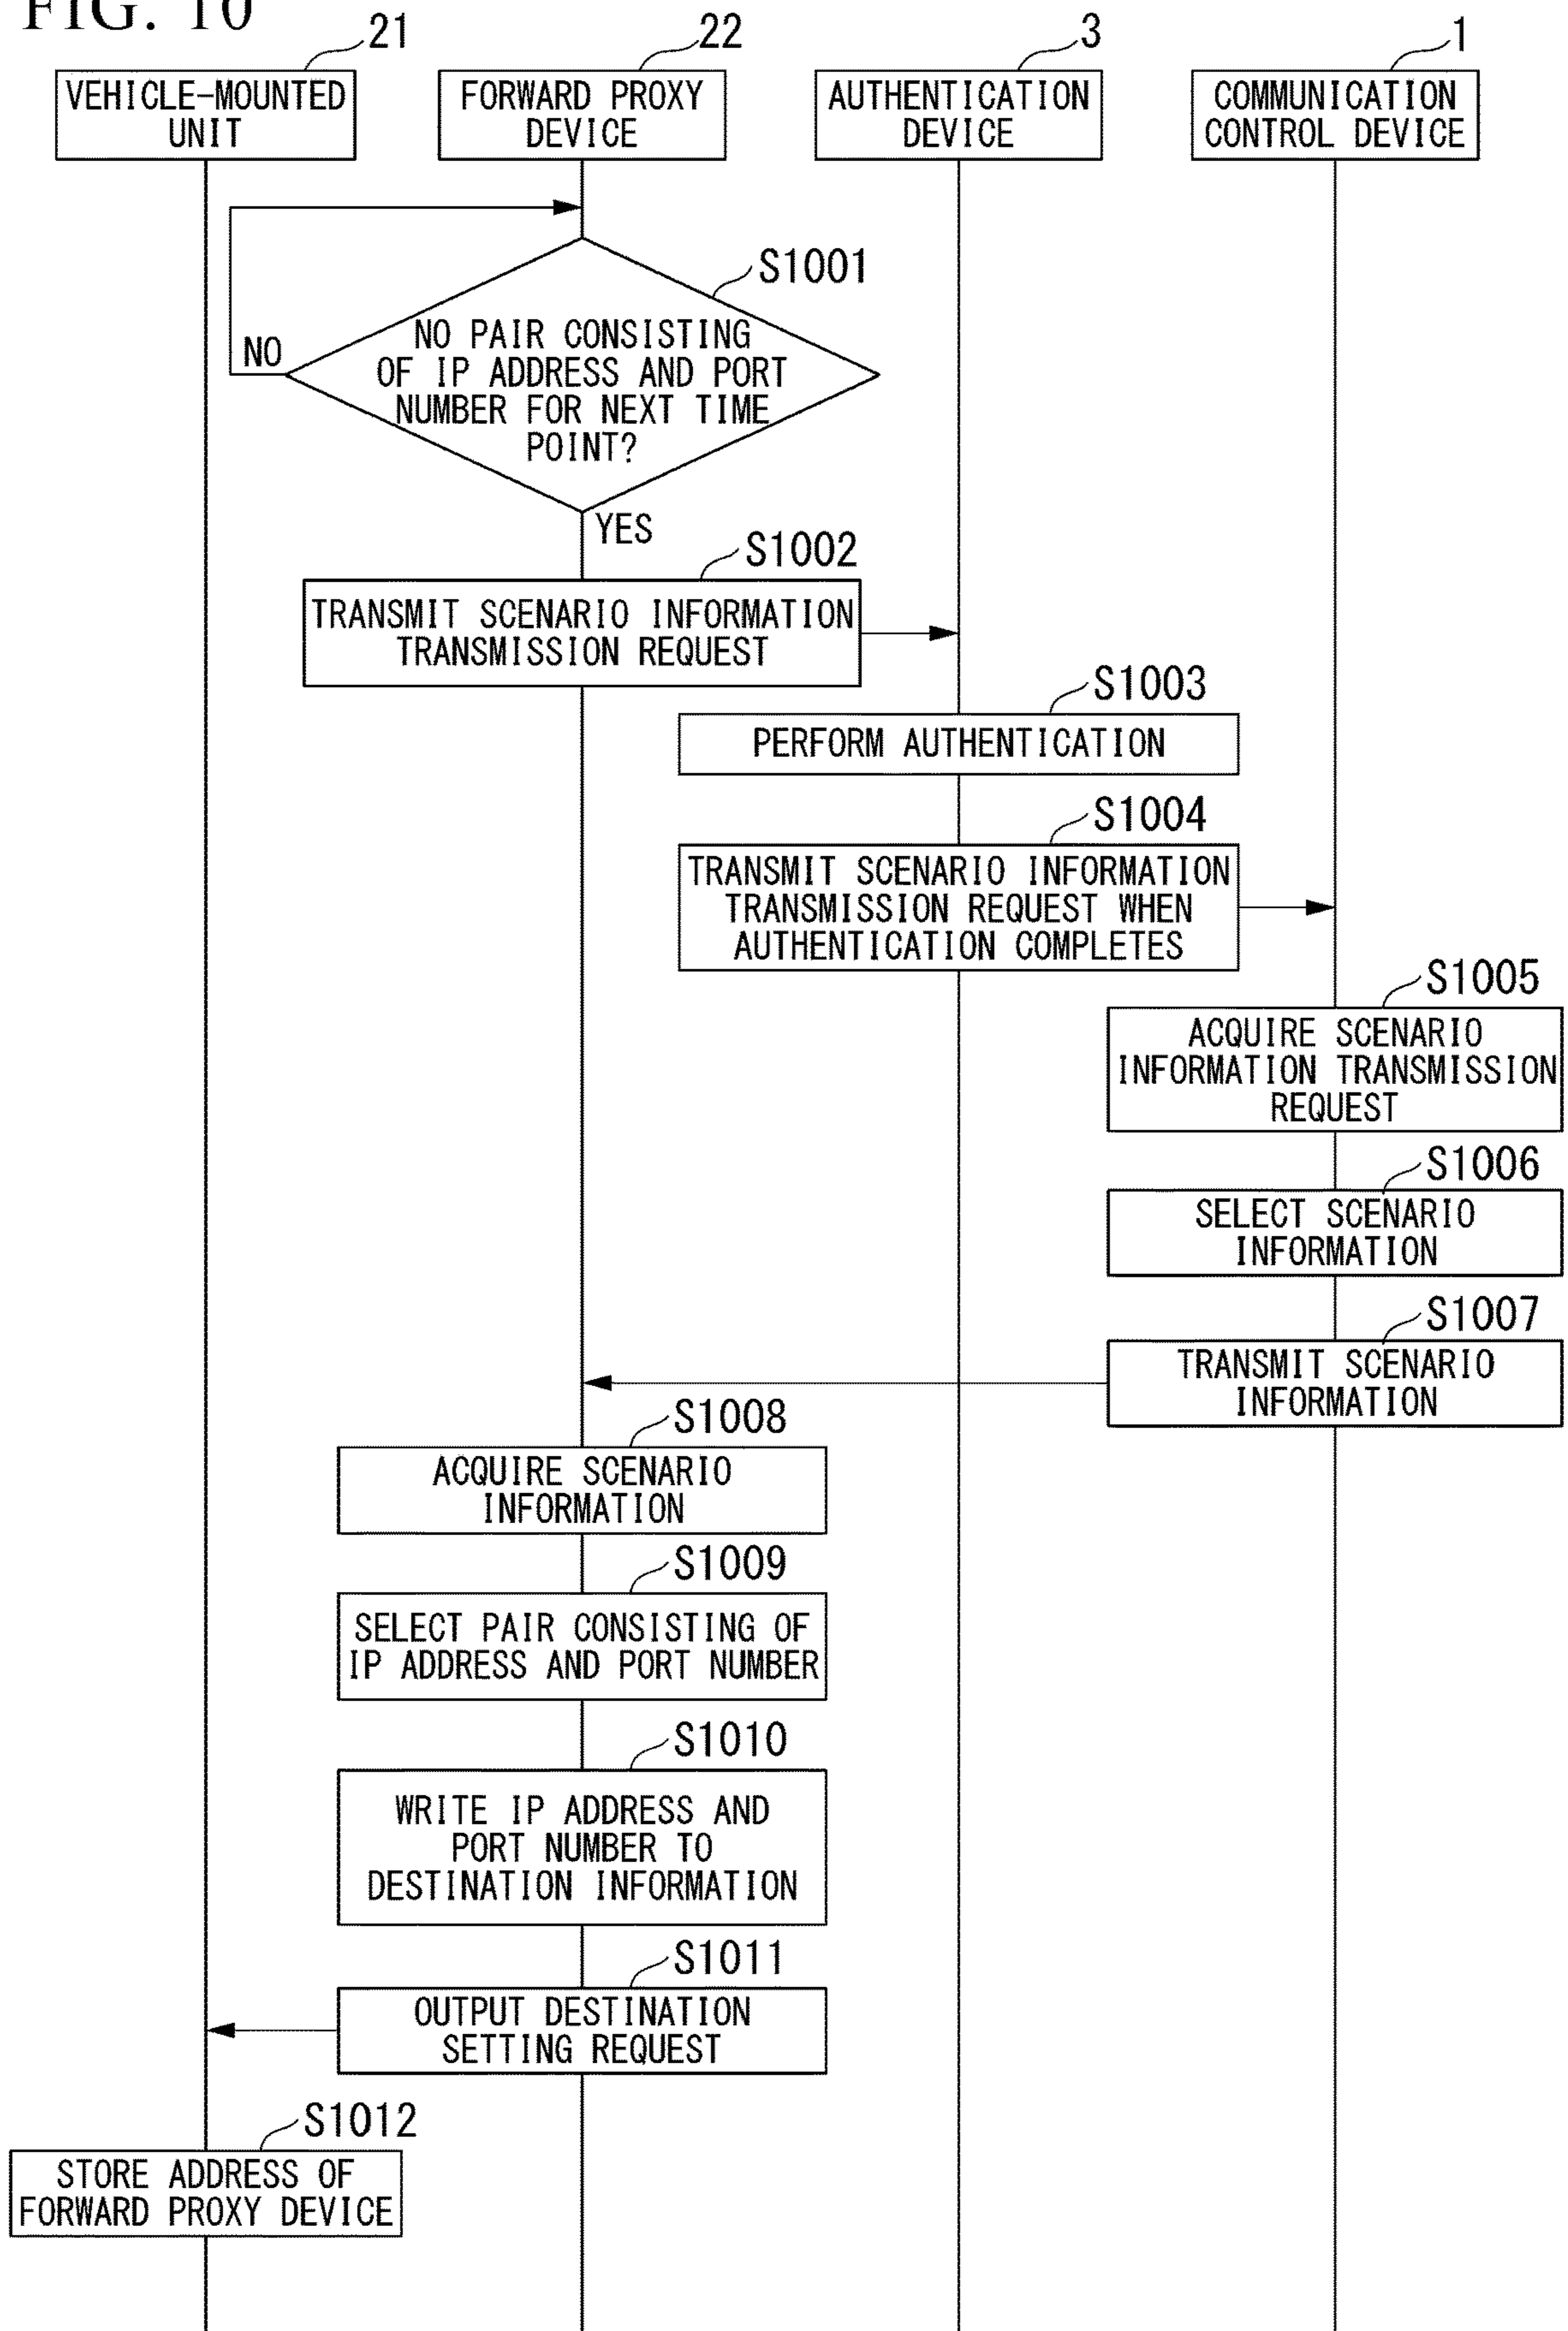 FIG. 10
21
22
3
1
VEHICLE-MOUNTED
UNIT
FORWARD PROXY
DEVICE
AUTHENTICATION
DEVICE
COMMUNICATION
CONTROL DEVICE
S1001
NO PAIR CONSISTING
OF IP ADDRESS AND PORT
NUMBER FOR NEXT TIME
POINT?
NO
YES
S1002
TRANSMIT SCENARIO INFORMATION
TRANSMISSION REQUEST
S1003
PERFORM AUTHENTICATION
S1004
TRANSMIT SCENARIO INFORMATION
TRANSMISSION REQUEST WHEN
AUTHENTICATION COMPLETES
S1005
ACQUIRE SCENARIO
INFORMATION TRANSMISSION
REQUEST
S1006
SELECT SCENARIO
INFORMATION
S1007
TRANSMIT SCENARIO
INFORMATION
S1008
ACQUIRE SCENARIO
INFORMATION
S1009
SELECT PAIR CONSISTING OF
IP ADDRESS AND PORT NUMBER
S1010
WRITE IP ADDRESS AND
PORT NUMBER TO
DESTINATION INFORMATION
S1011
OUTPUT DESTINATION
SETTING REQUEST
S1012
STORE ADDRESS OF
FORWARD PROXY DEVICE